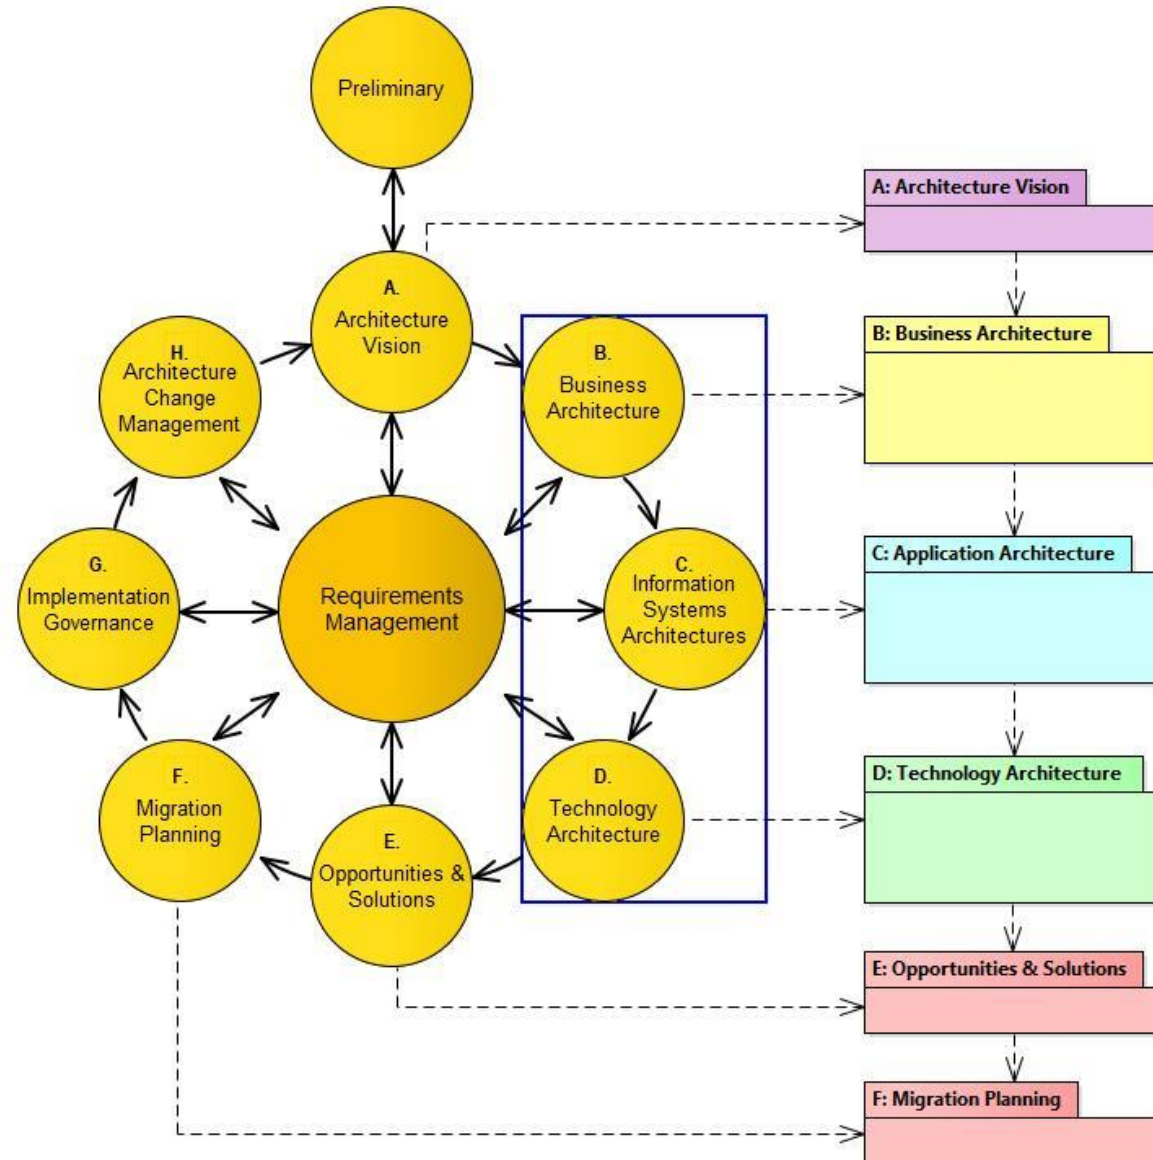 Preliminary
A.
Architecture
Vision
B.
Business
Architecture
C.
Information
Systems
Architectures
D.
Technology
Architecture
E.
Opportunities &
Solutions
F.
Migration
Planning
G.
Implementation
Governance
H.
Architecture
Change
Management
Requirements
Management
A: Architecture Vision
B: Business Architecture
C: Application Architecture
D: Technology Architecture
E: Opportunities & Solutions
F: Migration Planning